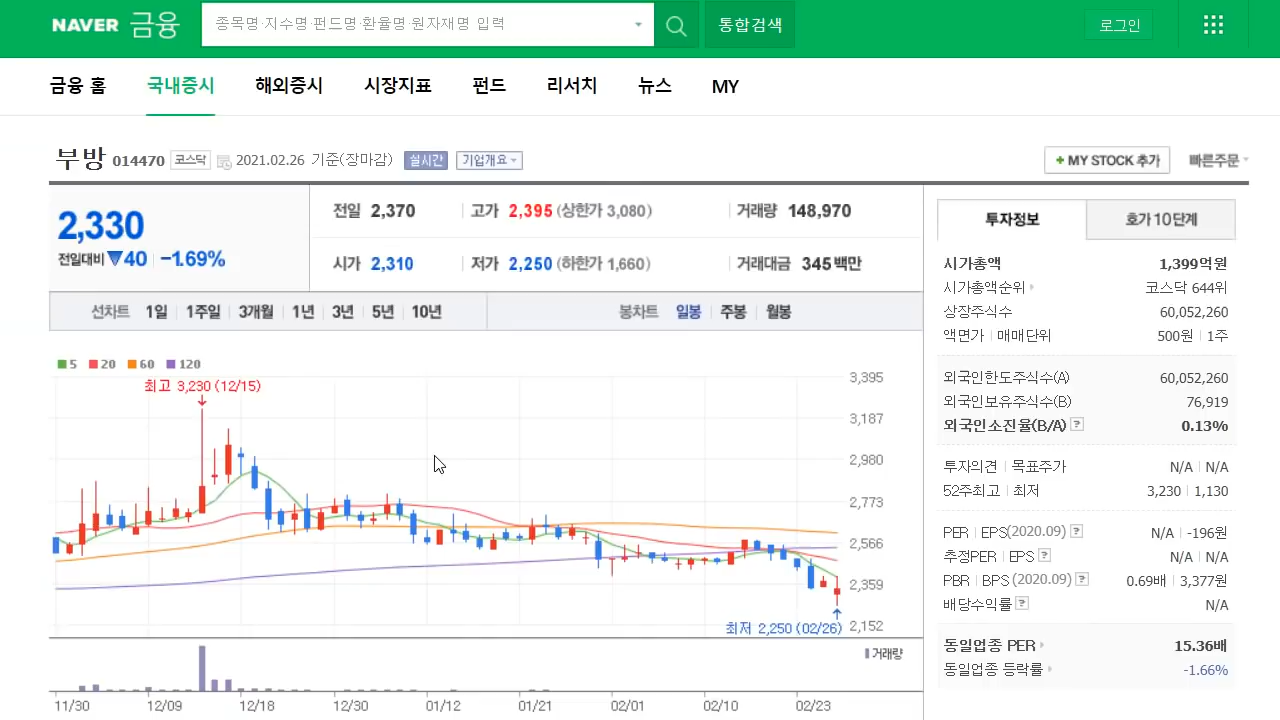 NAVER 금융 종목명·지수명·펀드명·환율명·원자재명 입력 통합검색 로그인
금융 홈 국내증시 해외증시 시장지표 펀드 리서치 뉴스 MY
부방 014470 코스닥 2021.02.26 기준(장마감) 실시간 기업개요 + MY STOCK 추가 빠른주문
2,330
전일대비 ▼40 -1.69%
전일 2,370 고가 2,395 (상한가 3,080) 거래량 148,970
시가 2,310 저가 2,250 (하한가 1,660) 거래대금 345 백만
선차트 1일 1주일 3개월 1년 3년 5년 10년 봉차트 일봉 주봉 월봉
5 20 60 120
최고 3,230 (12/15)
3,395
3,187
2,980
2,773
2,566
2,359
2,152
최저 2,250 (02/26)
거래량
11/30 12/09 12/18 12/30 01/12 01/21 02/01 02/10 02/23
투자정보 호가 10단계
시가총액 1,399억원
시가총액순위 코스닥 644위
상장주식수 60,052,260
액면가 매매단위 500원 1주
외국인한도주식수(A) 60,052,260
외국인보유주식수(B) 76,919
외국인소진율(B/A) ? 0.13%
투자의견 목표주가 N/A N/A
52주최고 최저 3,230 1,130
PER EPS(2020.09) ? N/A -196원
추정PER EPS ? N/A N/A
PBR BPS (2020.09) ? 0.69배 3,377원
배당수익률 ? N/A
동일업종 PER 15.36배
동일업종 등락률 -1.66%